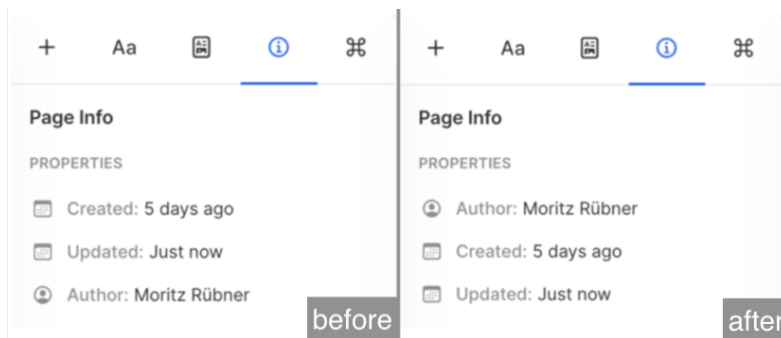 Aa
Page Info
PROPERTIES
Created: 5 days ago
Updated: Just now
Author: Moritz Rübner
before
Aa
Page Info
PROPERTIES
Author: Moritz Rübner
Created: 5 days ago
Updated: Just now
after